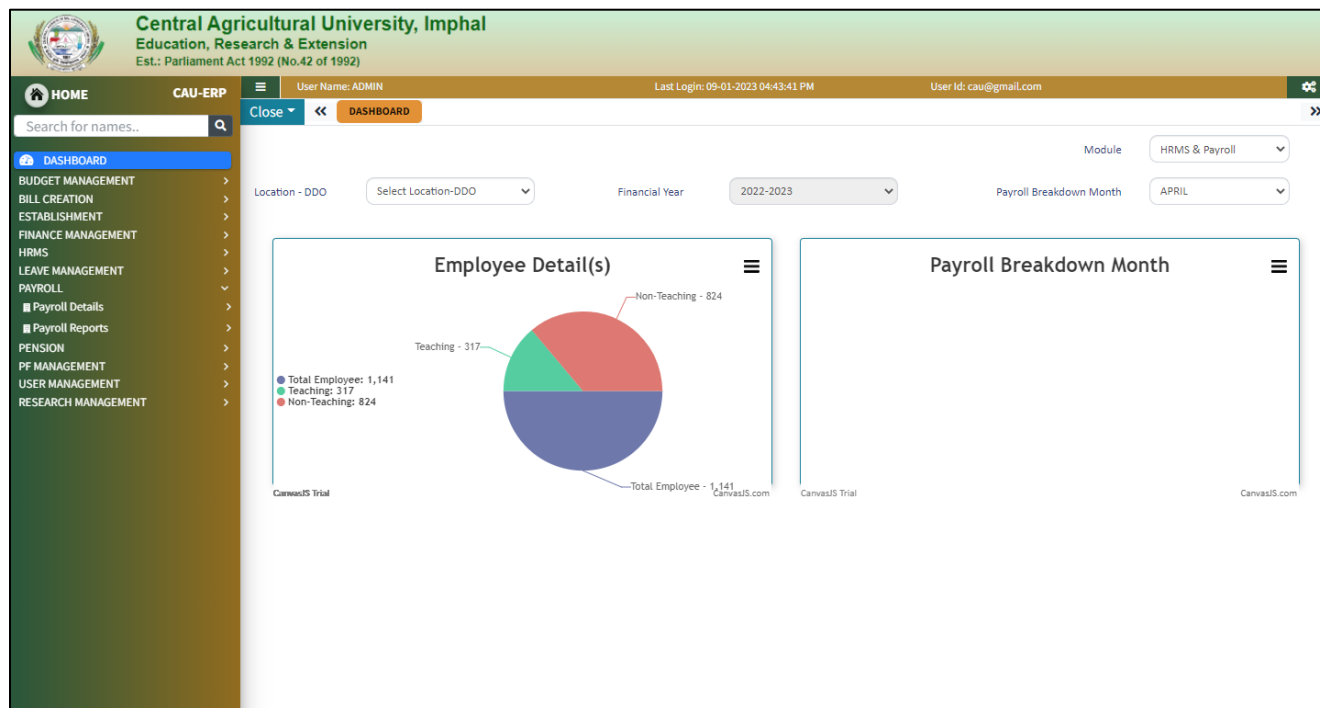 Central Agricultural University, Imphal
Education, Research & Extension
Est.: Parliament Act 1992 (No.42 of 1992)
HOME CAU-ERP
User Name: ADMIN Last Login: 09-01-2023 04:43:41 PM User Id: cau@gmail.com
Search for names..
Close DASHBOARD
DASHBOARD
BUDGET MANAGEMENT
BILL CREATION
ESTABLISHMENT
FINANCE MANAGEMENT
HRMS
LEAVE MANAGEMENT
PAYROLL
Payroll Details
Payroll Reports
PENSION
PF MANAGEMENT
USER MANAGEMENT
RESEARCH MANAGEMENT
Module HRMS & Payroll
Location - DDO Select Location-DDO Financial Year 2022-2023 Payroll Breakdown Month APRIL
Employee Detail(s)
Non-Teaching - 824
Teaching - 317
Total Employee: 1,141
Teaching: 317
Non-Teaching: 824
Total Employee - 1,141
CanvasJS Trial CanvasJS.com
Payroll Breakdown Month
CanvasJS Trial CanvasJS.com